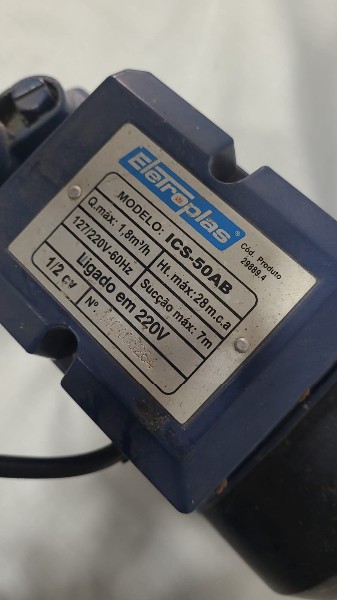 EletRoplas®
Cód. Produto
29889.4
MODELO: ICS-50AB
Q.máx: 1,8m³/h
Ht. máx: 28 m.c.a
127/220V-60Hz
Sucção máx: 7m
Ligado em 220V
1/2 cv
Nº.